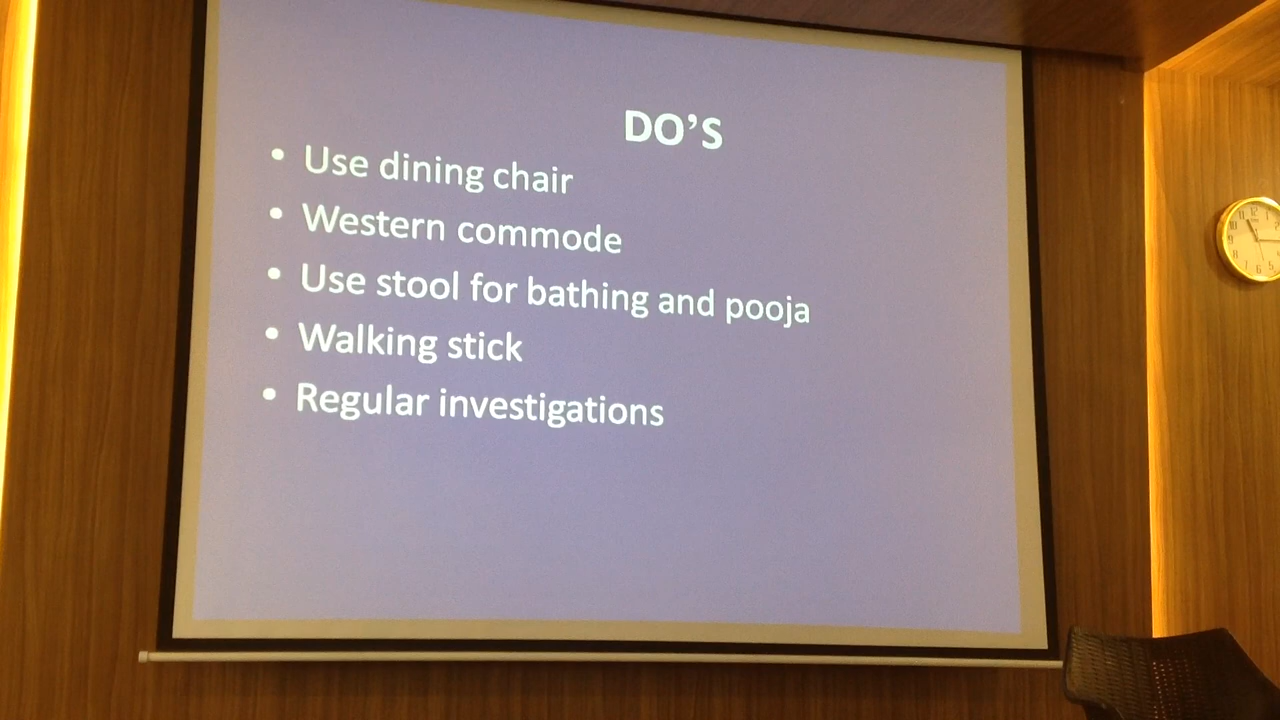 DO'S
• Use dining chair
• Western commode
• Use stool for bathing and pooja
• Walking stick
• Regular investigations